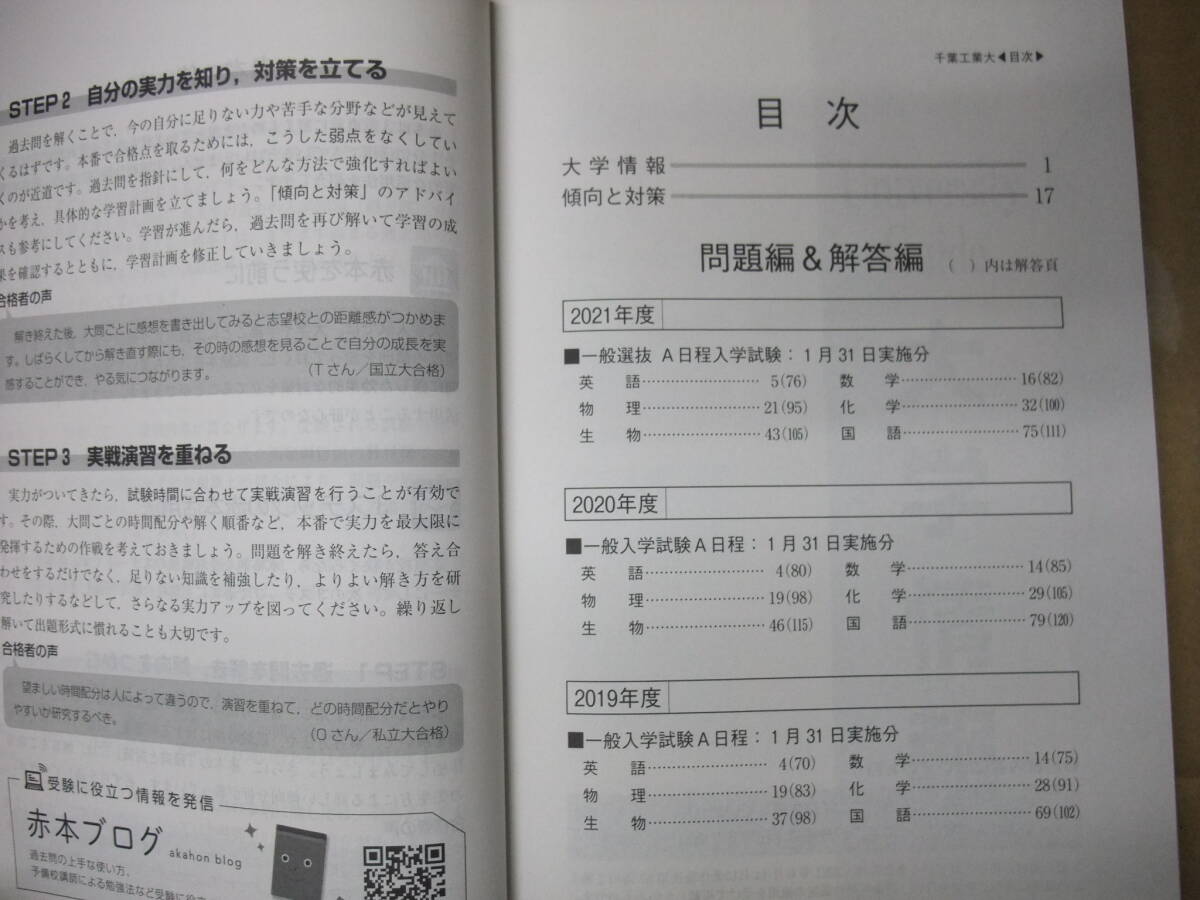 STEP2 自分の実力を知り，対策を立てる
過去問を解くことで，今の自分に足りない力や苦手な分野などが見えて
くるはずです。本番で合格点を取るためには，こうした弱点をなくしてい
くのが近道です。過去問を指針にして，何をどんな方法で強化すればよい
かを考え，具体的な学習計画を立てましょう。「傾向と対策」のアドバイ
スも参考にしてください。学習が進んだら，過去問を再び解いて学習の成
果を確認するとともに，学習計画を修正していきましょう。
合格者の声
解き終えた後，大問ごとに感想を書き出してみると志望校との距離感がつかめま
す。しばらくしてから解き直す際にも，その時の感想を見ることで自分の成長を実
感することができ，やる気につながります。 （Tさん／国立大合格）
STEP3 実戦演習を重ねる
実力がついてきたら，試験時間に合わせて実戦演習を行うことが有効で
す。その際，大問ごとの時間配分や解く順番など，本番で実力を最大限に
発揮するための作戦を考えておきましょう。問題を解き終えたら，答え合
わせをするだけでなく，足りない知識を補強したり，よりよい解き方を研
究したりするなどして，さらなる実力アップを図ってください。繰り返し
解いて出題形式に慣れることも大切です。
合格者の声
望ましい時間配分は人によって違うので，演習を重ねて，どの時間配分だとやり
やすいか研究するべき。 （Oさん／私立大合格）
受験に役立つ情報を発信
赤本ブログ akahon blog
過去問の上手な使い方，
予備校講師による勉強法など受験に役
千葉工業大◀目次▶
目 次
大学情報 1
傾向と対策 17
問題編＆解答編 （ ）内は解答頁
2021年度
■一般選抜 A日程入学試験：1月31日実施分
英 語 5(76) 数 学 16(82)
物 理 21(95) 化 学 32(100)
生 物 43(105) 国 語 75(111)
2020年度
■一般入学試験A日程：1月31日実施分
英 語 4(80) 数 学 14(85)
物 理 19(98) 化 学 29(105)
生 物 46(115) 国 語 79(120)
2019年度
■一般入学試験A日程：1月31日実施分
英 語 4(70) 数 学 14(75)
物 理 19(83) 化 学 28(91)
生 物 37(98) 国 語 69(102)